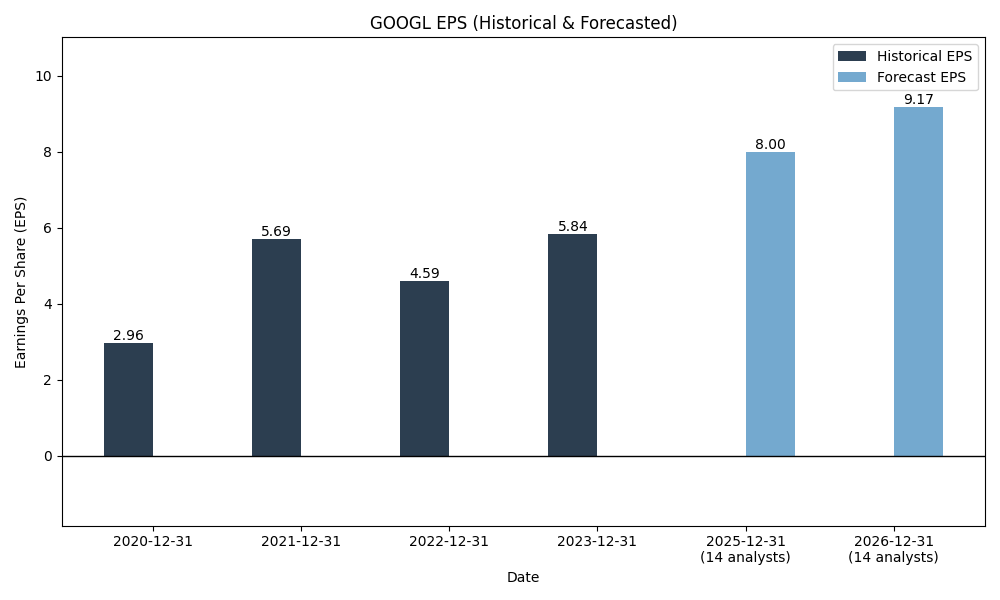 GOOGL EPS (Historical & Forecasted)
Historical EPS
Forecast EPS
Earnings Per Share (EPS)
10
8
6
4
2
0
2.96
5.69
4.59
5.84
8.00
9.17
2020-12-31
2021-12-31
2022-12-31
2023-12-31
2025-12-31
(14 analysts)
2026-12-31
(14 analysts)
Date